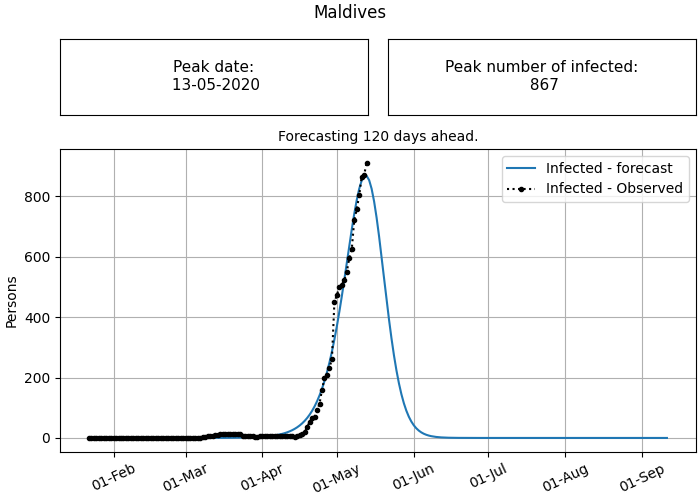 Maldives
Peak date:
13-05-2020
Peak number of infected:
867
Forecasting 120 days ahead.
Infected - forecast
Infected - Observed
800
600
400
200
0
Persons
01-Feb
01-Mar
01-Apr
01-May
01-Jun
01-Jul
01-Aug
01-Sep